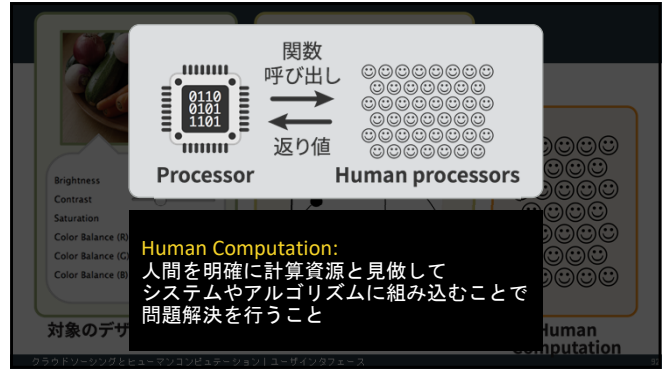 関数
呼び出し
0110
0101
1101
返り値
Processor
Human processors
Brightness
Contrast
Saturation
Color Balance (R)
Color Balance (G)
Color Balance (B)
Human Computation:
人間を明確に計算資源と見做して
システムやアルゴリズムに組み込むことで
問題解決を行うこと
対象のデザ
Human
Computation
クラウドソーシングとヒューマンコンピュテーション | ユーザインタフェース